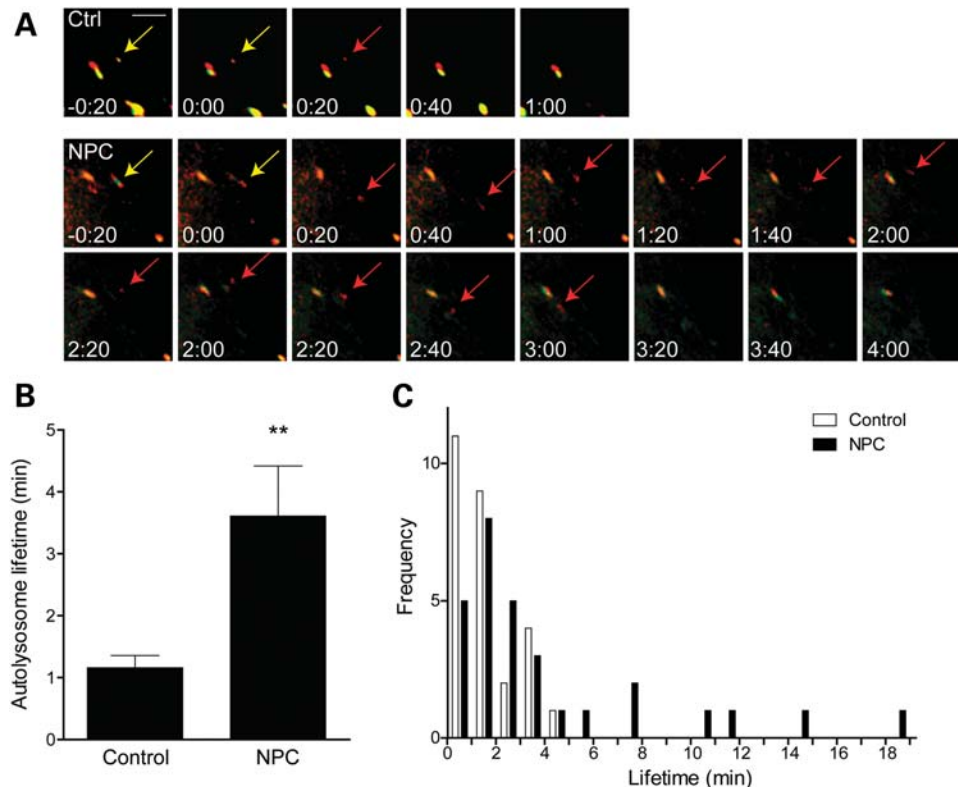 A
Ctrl
-0:20 0:00 0:20 0:40 1:00
NPC
-0:20 0:00 0:20 0:40 1:00 1:20 1:40 2:00
2:20 2:00 2:20 2:40 3:00 3:20 3:40 4:00
B
**
5
4
3
2
1
0
Autolysosome lifetime (min)
Control NPC
C
Control
NPC
10
5
0
Frequency
0 2 4 6 8 10 12 14 16 18
Lifetime (min)